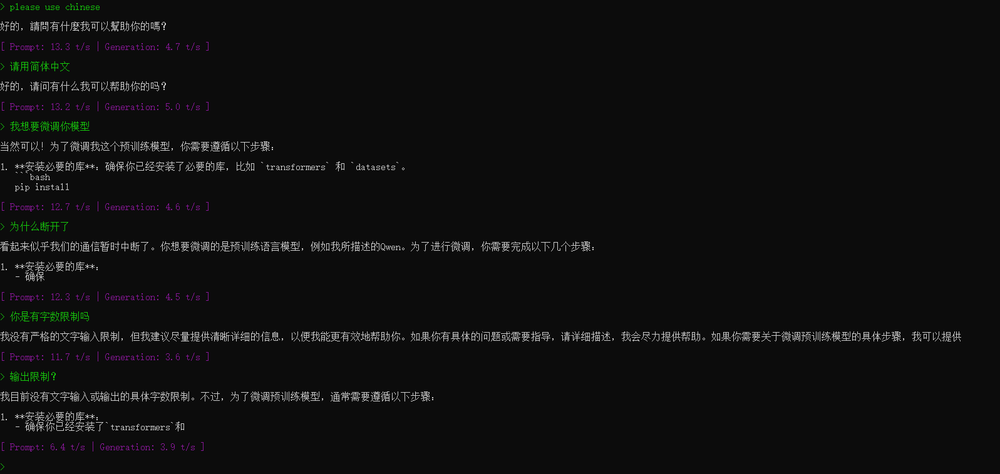 > please use chinese
好的，請問有什麼我可以幫助你的嗎？
[ Prompt: 13.3 t/s | Generation: 4.7 t/s ]
> 请用简体中文
好的，请问有什么我可以帮助你的吗？
[ Prompt: 13.2 t/s | Generation: 5.0 t/s ]
> 我想要微调你模型
当然可以！为了微调我这个预训练模型，你需要遵循以下步骤：
1. **安装必要的库**：确保你已经安装了必要的库，比如 `transformers` 和 `datasets`。
```bash
pip install
[ Prompt: 12.7 t/s | Generation: 4.6 t/s ]
> 为什么断开了
看起来似乎我们的通信暂时中断了。你想要微调的是预训练语言模型，例如我所描述的Qwen。为了进行微调，你需要完成以下几个步骤：
1. **安装必要的库**：
- 确保
[ Prompt: 12.3 t/s | Generation: 4.5 t/s ]
> 你是有字数限制吗
我没有严格的文字输入限制，但我建议尽量提供清晰详细的信息，以便我能更有效地帮助你。如果你有具体的问题或需要指导，请详细描述，我会尽力提供帮助。如果你需要关于微调预训练模型的具体步骤，我可以提供
[ Prompt: 11.7 t/s | Generation: 3.6 t/s ]
> 输出限制？
我目前没有文字输入或输出的具体字数限制。不过，为了微调预训练模型，通常需要遵循以下步骤：
1. **安装必要的库**：
- 确保你已经安装了`transformers`和
[ Prompt: 6.4 t/s | Generation: 3.9 t/s ]
>